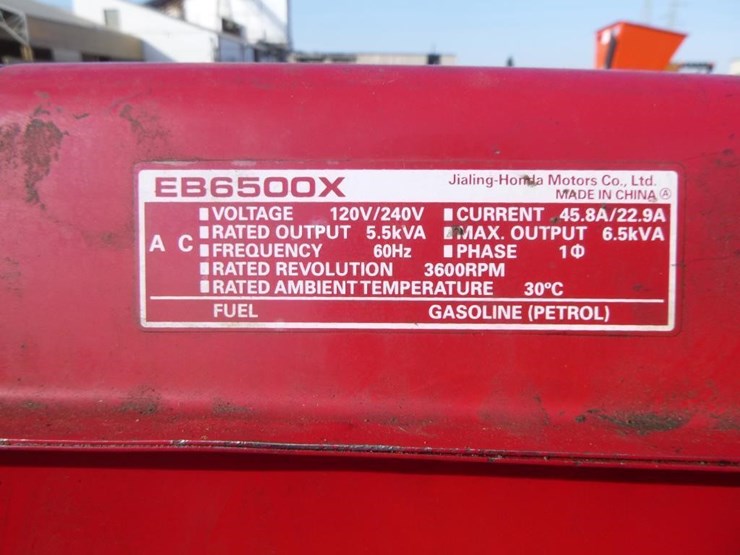 EB6500X Jialing-Honda Motors Co., Ltd.
MADE IN CHINA Ⓐ
AC
VOLTAGE 120V/240V CURRENT 45.8A/22.9A
RATED OUTPUT 5.5kVA MAX. OUTPUT 6.5kVA
FREQUENCY 60Hz PHASE 1Φ
RATED REVOLUTION 3600RPM
RATED AMBIENT TEMPERATURE 30ºC
FUEL GASOLINE (PETROL)